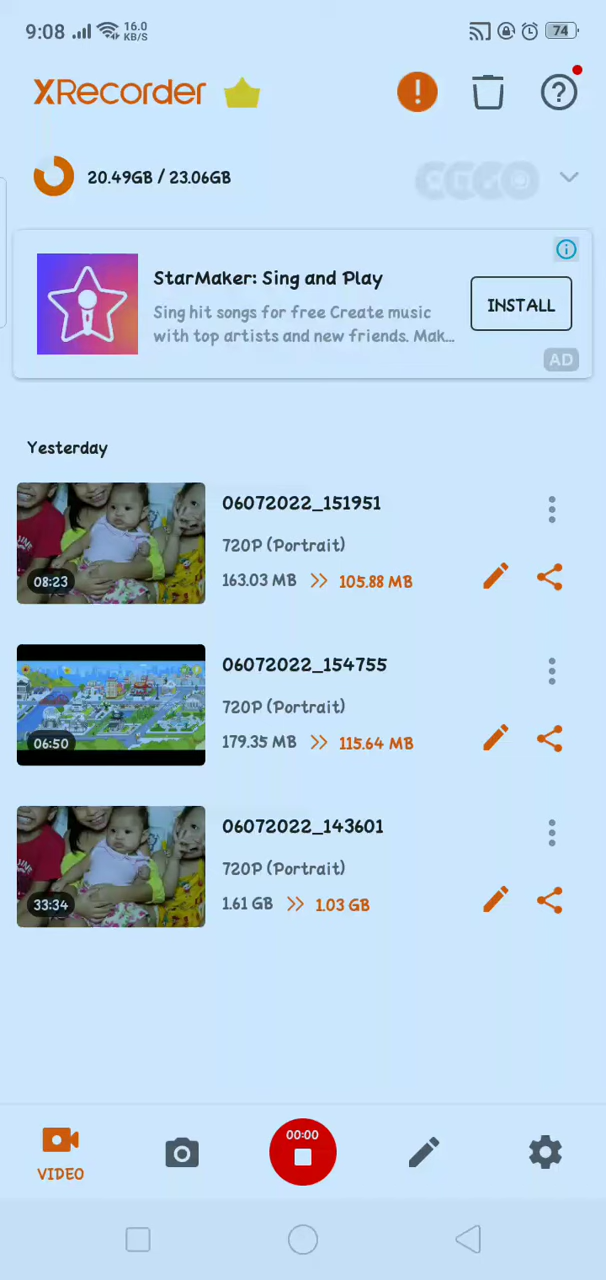 9:08
16.0
KB/S
74
XRecorder
20.49GB / 23.06GB
StarMaker: Sing and Play
Sing hit songs for free Create music
with top artists and new friends. Mak...
INSTALL
AD
Yesterday
06072022_151951
720P (Portrait)
163.03 MB >> 105.88 MB
08:23
06072022_154755
720P (Portrait)
179.35 MB >> 115.64 MB
06:50
06072022_143601
720P (Portrait)
1.61 GB >> 1.03 GB
33:34
00:00
VIDEO